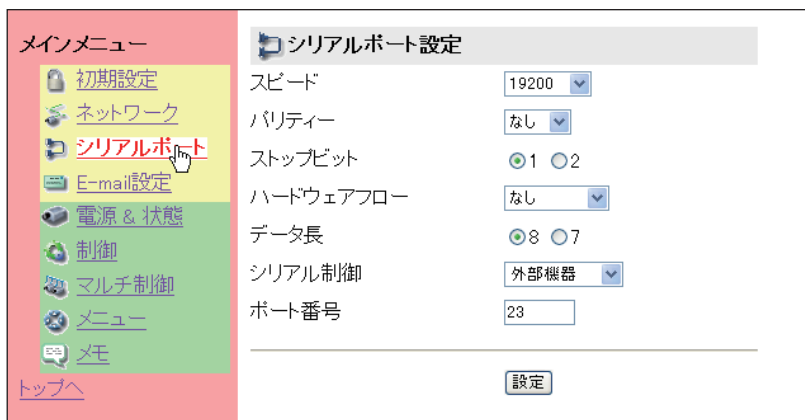 メインメニュー
初期設定
ネットワーク
シリアルポート
E-mail設定
電源 & 状態
制御
マルチ制御
メニュー
メモ
トップへ
シリアルポート設定
スピード 19200
パリティー なし
ストップビット 1 2
ハードウェアフロー なし
データ長 8 7
シリアル制御 外部機器
ポート番号 23
設定